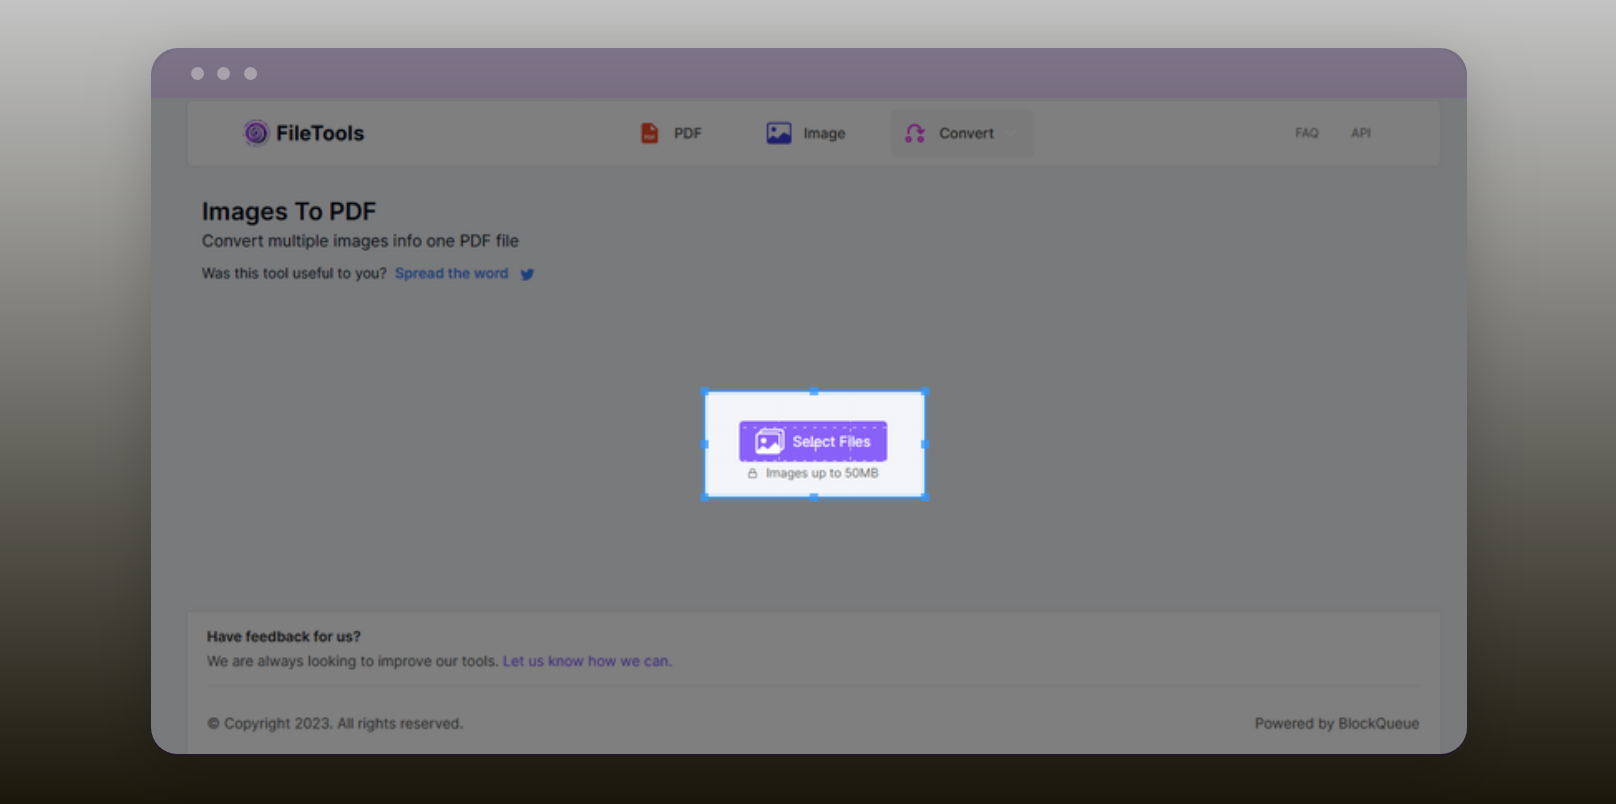 FileTools
PDF
Image
Convert
FAQ
API
Images To PDF
Convert multiple images info one PDF file
Was this tool useful to you? Spread the word
Select Files
Images up to 50MB
Have feedback for us?
We are always looking to improve our tools. Let us know how we can.
© Copyright 2023. All rights reserved.
Powered by BlockQueue